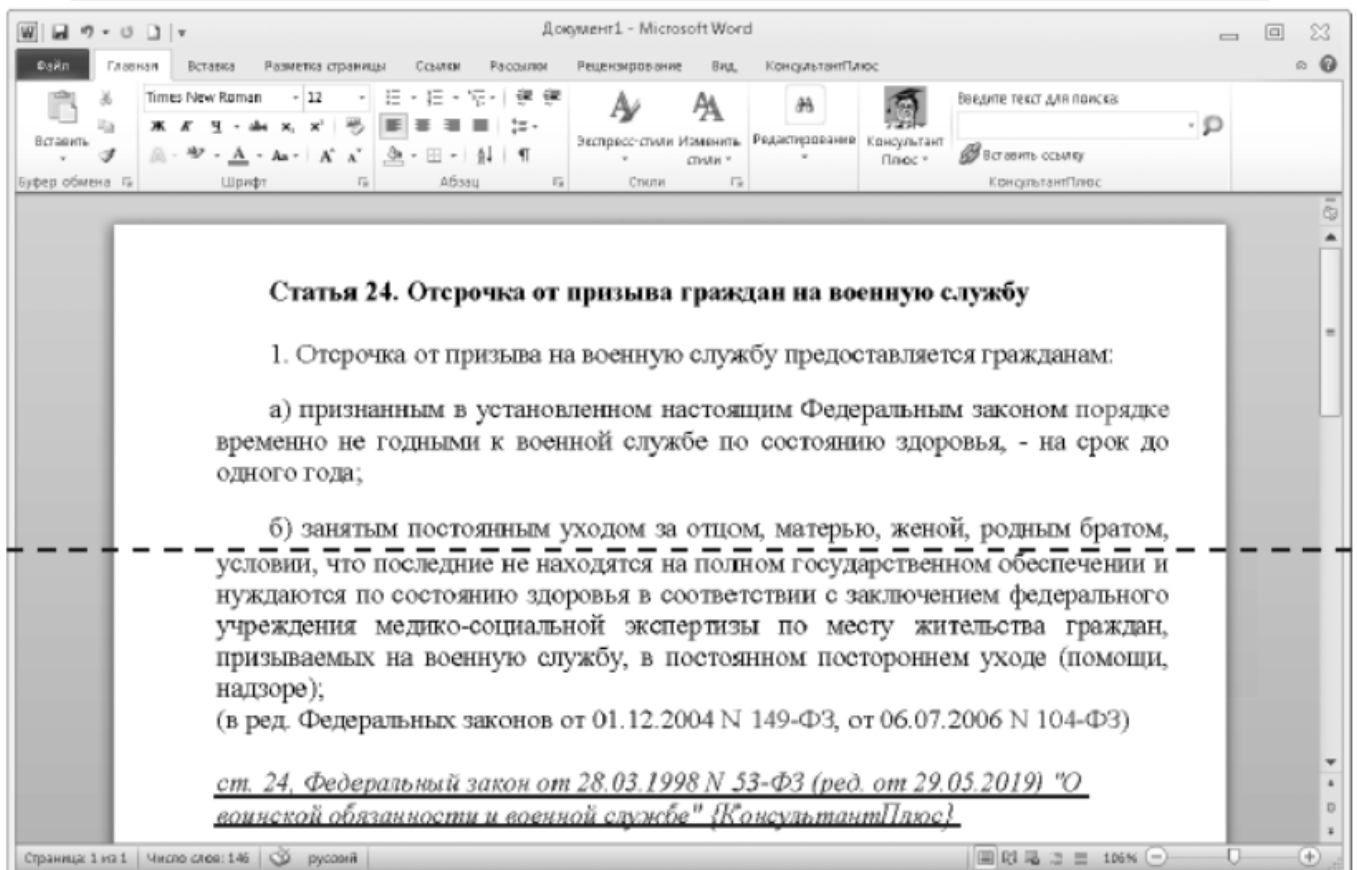 Документ1 - Microsoft Word
Файл Главная Вставка Разметка страницы Ссылки Рассылки Рецензирование Вид КонсультантПлюс
Times New Roman 12
Введите текст для поиска:
Вставить
Экспресс-стили Изменить стили Редактирование Консультант Плюс
Ж К Ч abc x, x²
Вставить ссылку
Буфер обмена Шрифт Абзац Стили КонсультантПлюс
Статья 24. Отсрочка от призыва граждан на военную службу
1. Отсрочка от призыва на военную службу предоставляется гражданам:
а) признанным в установленном настоящим Федеральным законом порядке
временно не годными к военной службе по состоянию здоровья, - на срок до
одного года;
б) занятым постоянным уходом за отцом, матерью, женой, родным братом,
условии, что последние не находятся на полном государственном обеспечении и
нуждаются по состоянию здоровья в соответствии с заключением федерального
учреждения медико-социальной экспертизы по месту жительства граждан,
призываемых на военную службу, в постоянном постороннем уходе (помощи,
надзоре);
(в ред. Федеральных законов от 01.12.2004 N 149-ФЗ, от 06.07.2006 N 104-ФЗ)
ст. 24, Федеральный закон от 28.03.1998 N 53-ФЗ (ред. от 29.05.2019) "О
воинской обязанности и военной службе" {КонсультантПлюс}
Страница: 1 из 1 Число слов: 146 русский 106%